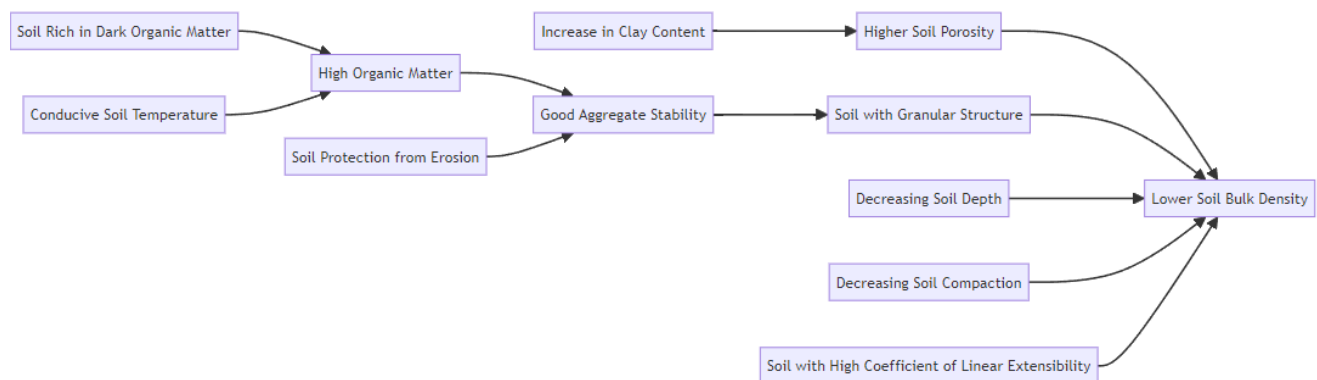 Soil Rich in Dark Organic Matter
Increase in Clay Content
Higher Soil Porosity
High Organic Matter
Conducive Soil Temperature
Good Aggregate Stability
Soil with Granular Structure
Soil Protection from Erosion
Decreasing Soil Depth
Lower Soil Bulk Density
Decreasing Soil Compaction
Soil with High Coefficient of Linear Extensibility